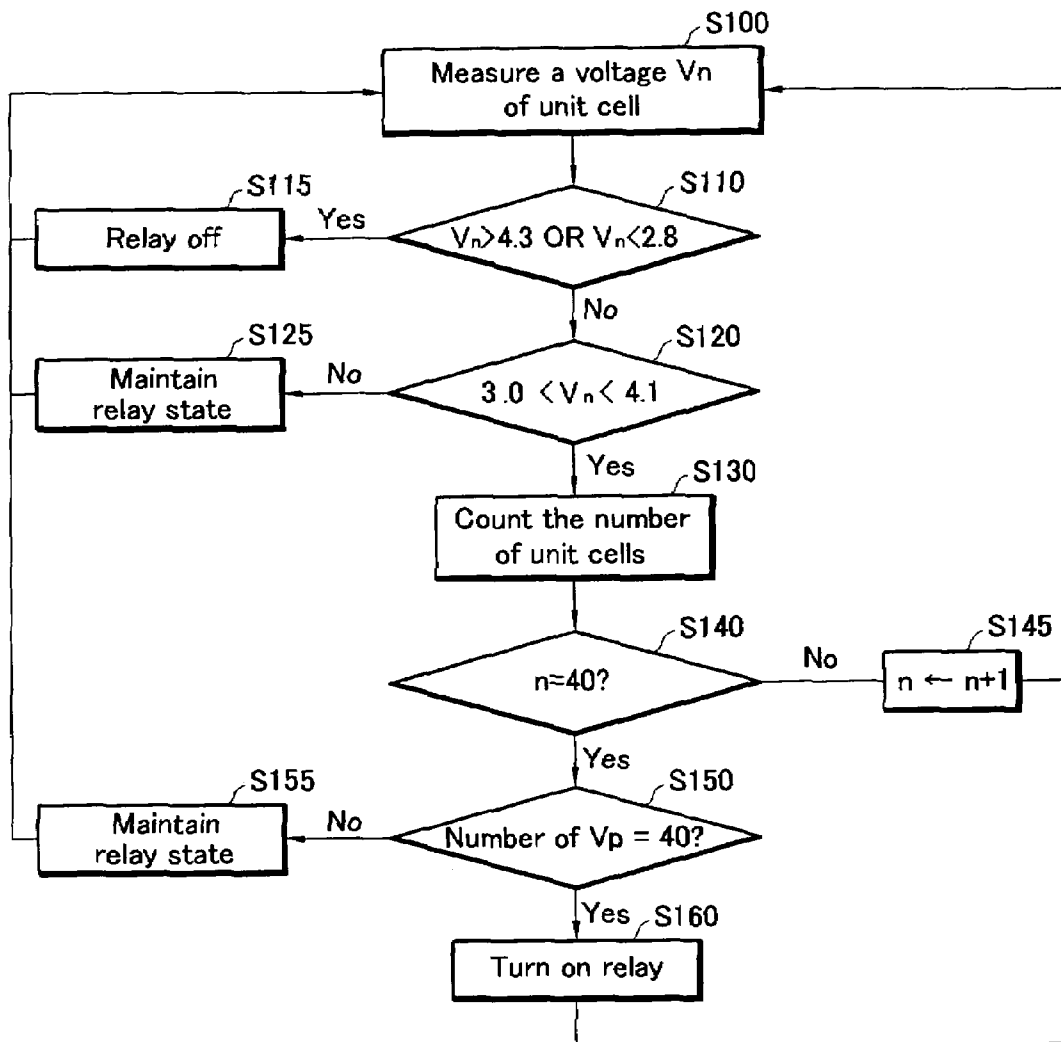 S100
Measure a voltage Vn
of unit cell
S110
Vn>4.3 OR Vn<2.8
Yes
S115
Relay off
No
S120
3.0 < Vn < 4.1
No
S125
Maintain
relay state
Yes
S130
Count the number
of unit cells
S140
n=40?
No
S145
n ← n+1
Yes
S150
Number of Vp = 40?
No
S155
Maintain
relay state
Yes
S160
Turn on relay